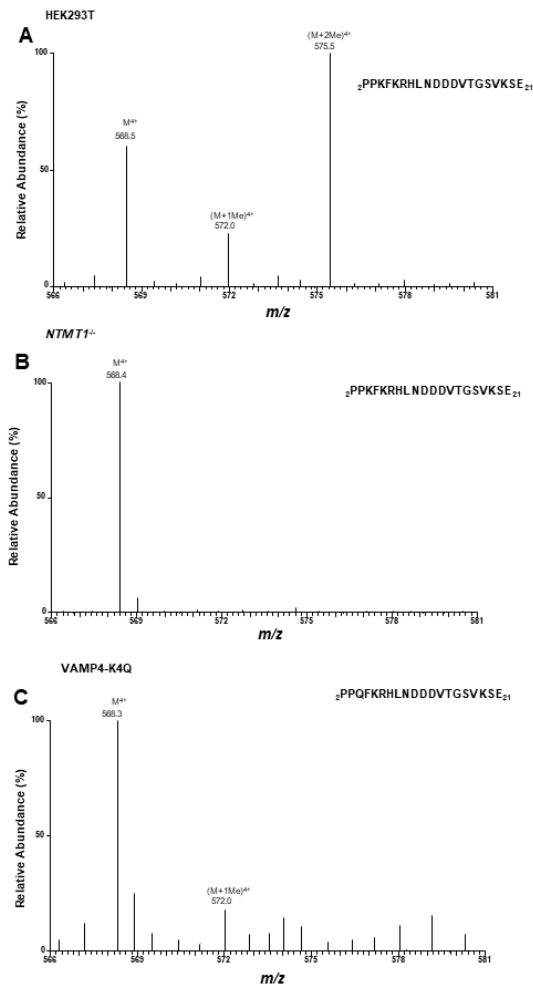 HEK293T
A
(M+2Me)4+
575.5
100
2PPKFKRHLNDDDVTGSVKSE21
M4+
568.5
Relative Abundance (%)
50
(M+1Me)4+
572.0
0
566 569 572 575 578 581
m/z
NTMT1-/-
B
M4+
568.4
100
2PPKFKRHLNDDDVTGSVKSE21
Relative Abundance (%)
50
0
566 569 572 575 578 581
m/z
VAMP4-K4Q
C
M4+
568.3
100
2PPQFKRHLNDDDVTGSVKSE21
Relative Abundance (%)
50
(M+1Me)4+
572.0
0
566 569 572 575 578 581
m/z